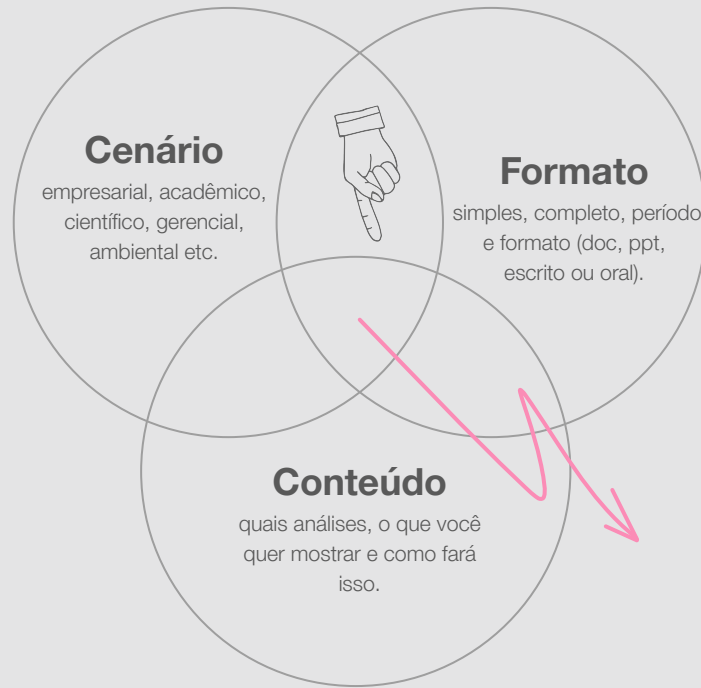 Cenário
empresarial, acadêmico,
científico, gerencial,
ambiental etc.
Formato
simples, completo, período
e formato (doc, ppt,
escrito ou oral).
Conteúdo
quais análises, o que você
quer mostrar e como fará
isso.